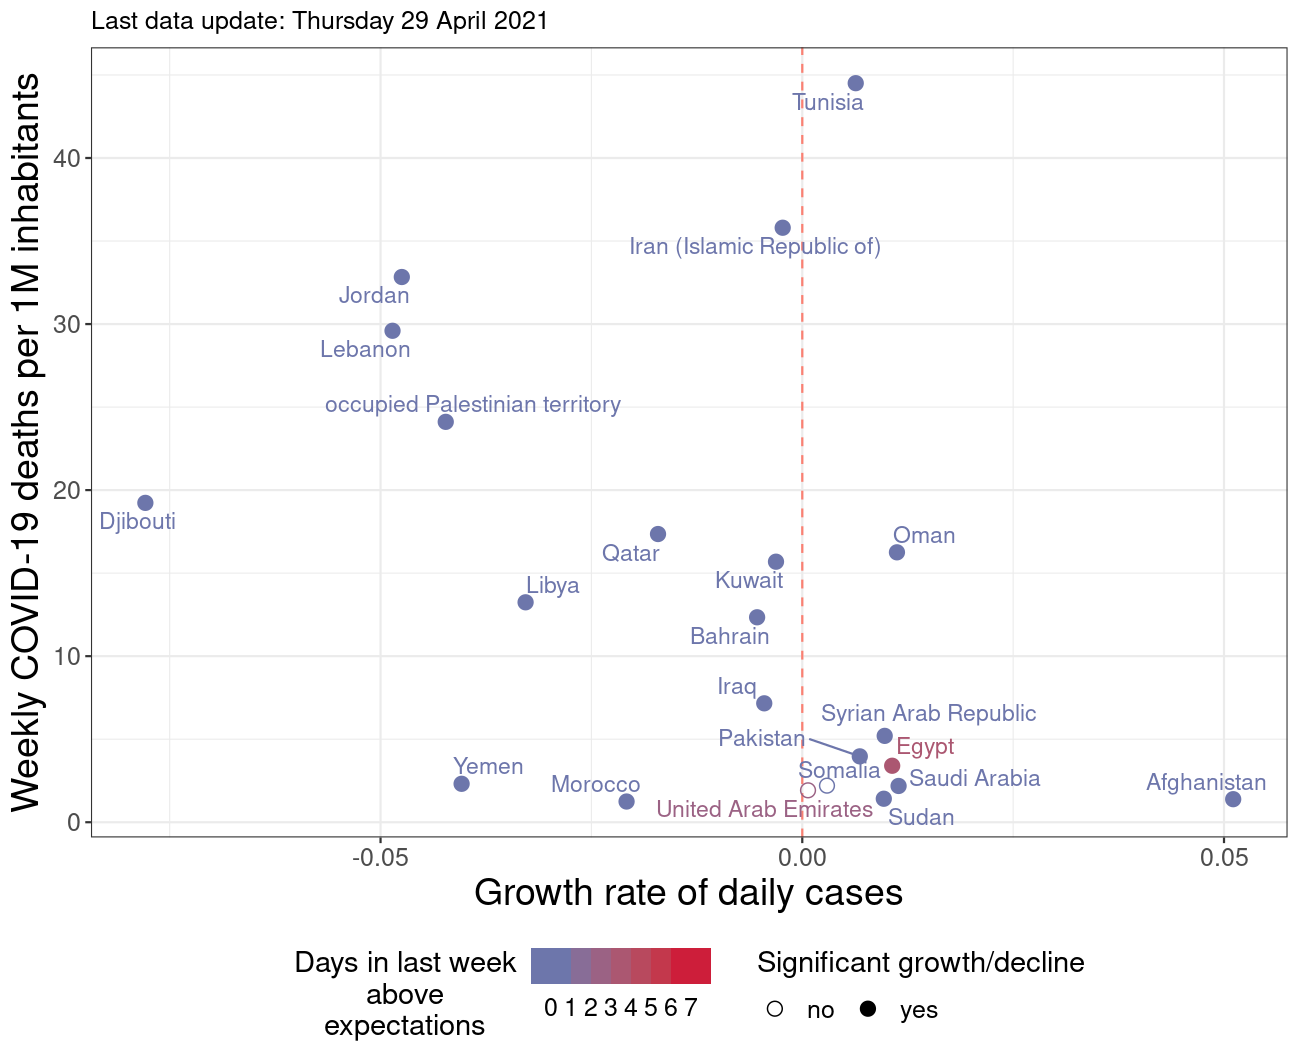 Last data update: Thursday 29 April 2021
Weekly COVID-19 deaths per 1M inhabitants
40
30
20
10
0
Tunisia
Iran (Islamic Republic of)
Jordan
Lebanon
occupied Palestinian territory
Djibouti
Qatar
Oman
Kuwait
Libya
Bahrain
Iraq
Syrian Arab Republic
Pakistan
Egypt
Yemen
Somalia
Saudi Arabia
Morocco
Afghanistan
United Arab Emirates
Sudan
-0.05
0.00
0.05
Growth rate of daily cases
Days in last week
above
expectations
0 1 2 3 4 5 6 7
Significant growth/decline
no
yes